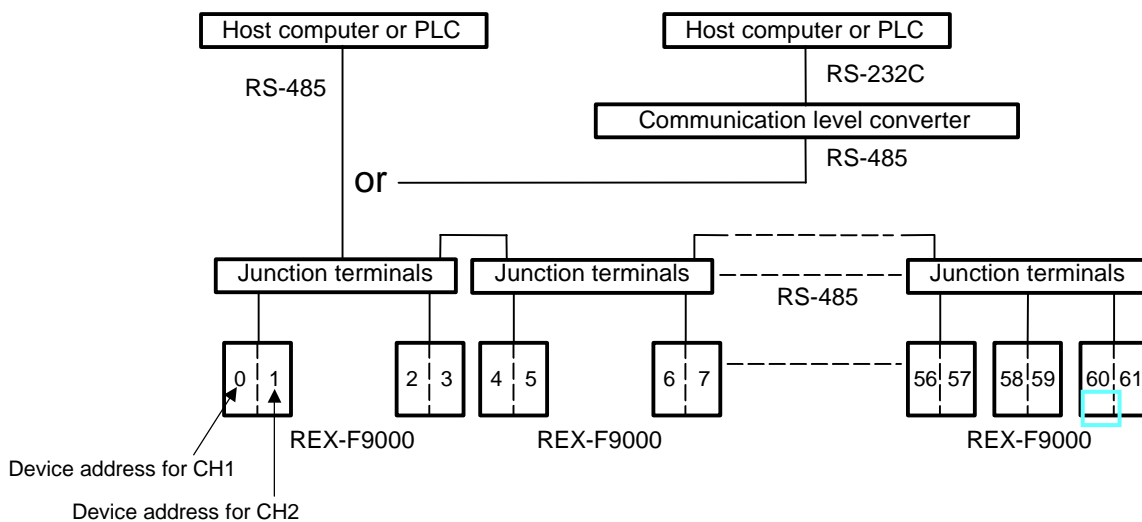 Host computer or PLC
Host computer or PLC
RS-485
RS-232C
Communication level converter
RS-485
or
Junction terminals
Junction terminals
Junction terminals
RS-485
0 1
2 3
4 5
6 7
56 57
58 59
60 61
REX-F9000
REX-F9000
REX-F9000
Device address for CH1
Device address for CH2